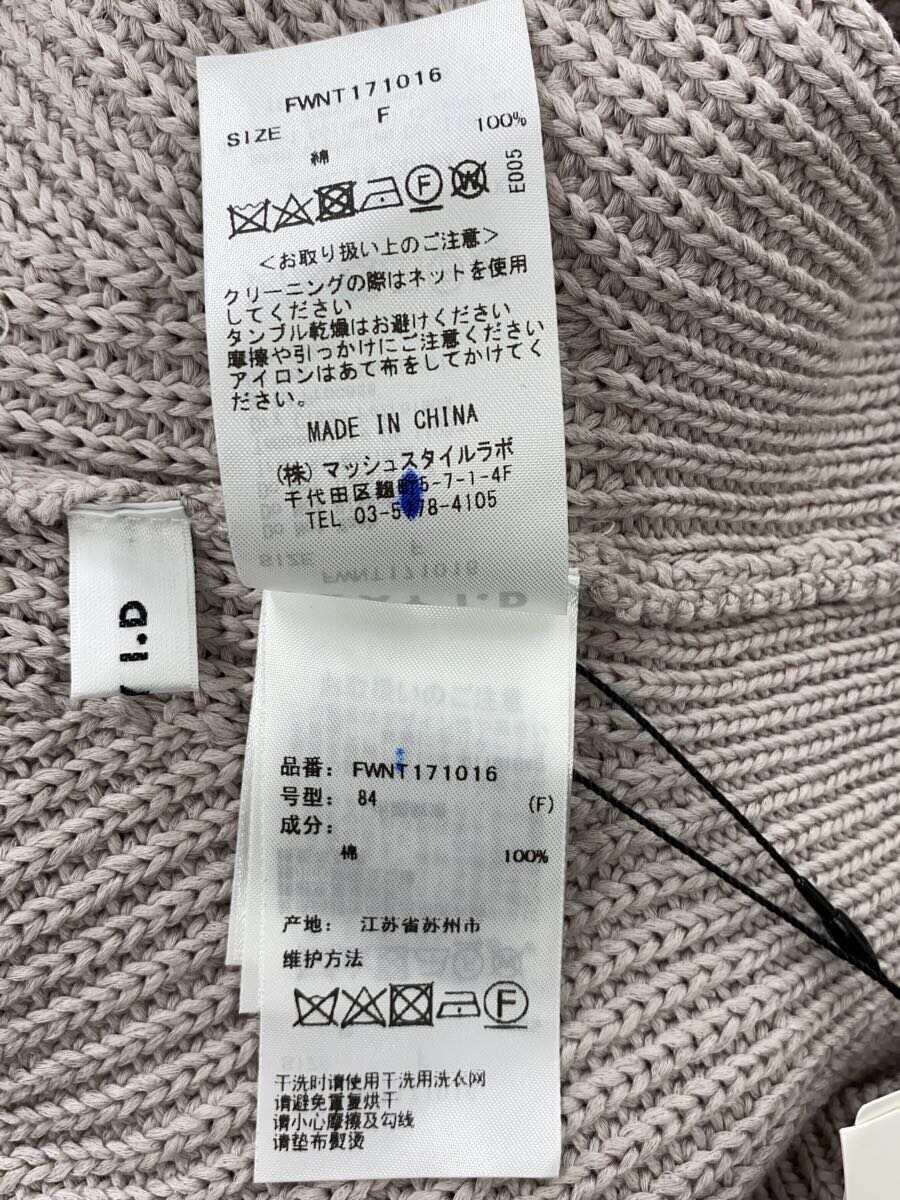 FWNT171016
SIZE F
綿 100%
F W
E005
<お取り扱い上のご注意>
クリーニングの際はネットを使用
してください
タンブル乾燥はお避けください
摩擦や引っかけにご注意ください
アイロンはあて布をしてかけてく
ださい。
MADE IN CHINA
(株)マッシュスタイルラボ
千代田区麹 5-7-1-4F
TEL 03-5 78-4105
i.D
品番: FWNT171016
号型: 84 (F)
成分:
棉 100%
产地: 江苏省苏州市
维护方法
F
干洗时请使用干洗用洗衣网
请避免重复烘干
请小心摩擦及勾线
请垫布熨烫